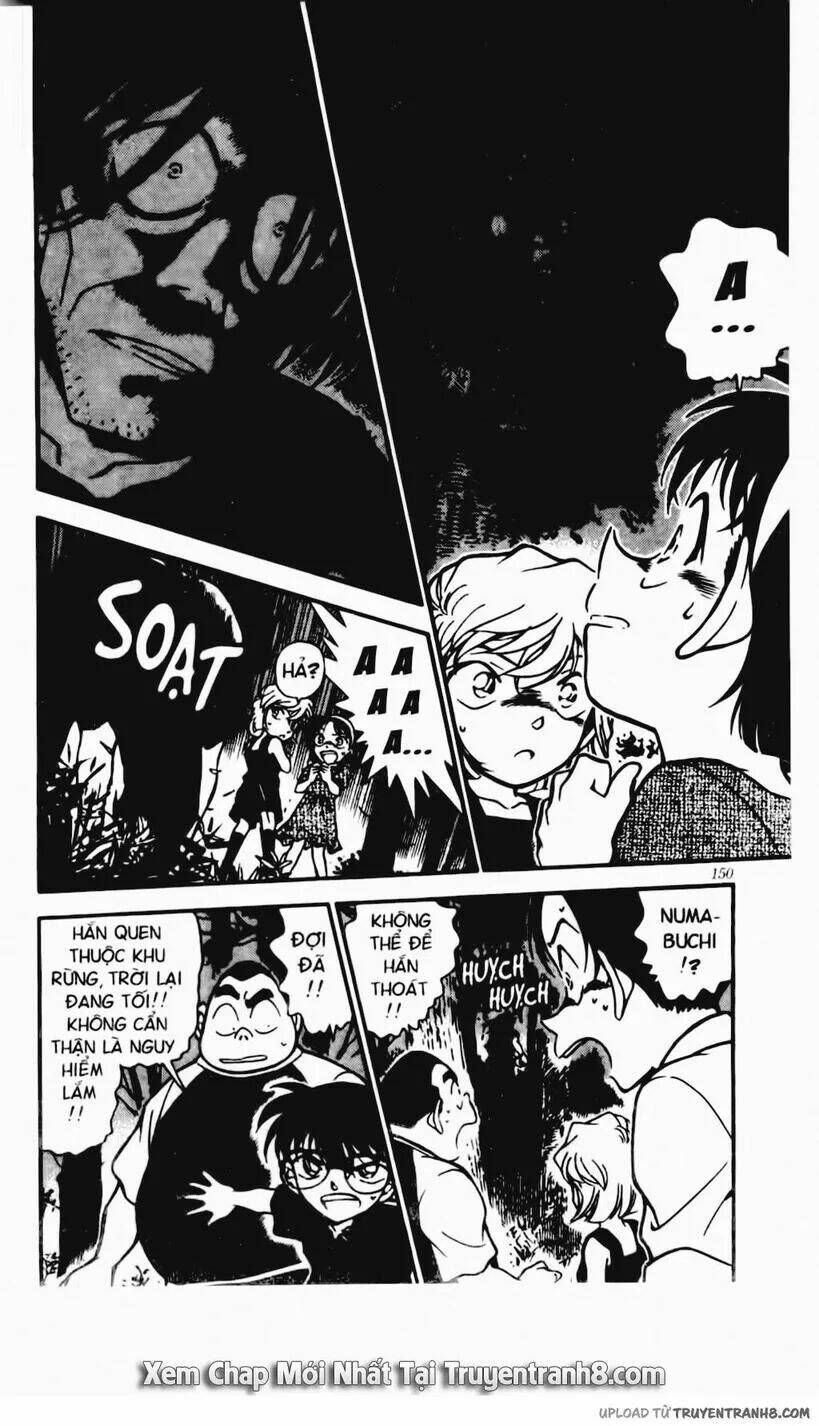 A
...
SOẠT
HẢ?
A A
A A
A...
150
NUMA-
BUCHI
!?
HUỴCH
HUỴCH
KHÔNG
THỂ ĐỂ
HẮN
THOÁT
!!
ĐỢI
ĐÃ
!!
HẮN QUEN
THUỘC KHU
RỪNG, TRỜI LẠI
ĐANG TỐI!!
KHÔNG CẨN
THẬN LÀ NGUY
HIỂM
LẮM
!!
Xem Chap Mới Nhất Tại Truyentranh8.com
UPLOAD TỪ TRUYENTRANH8.COM